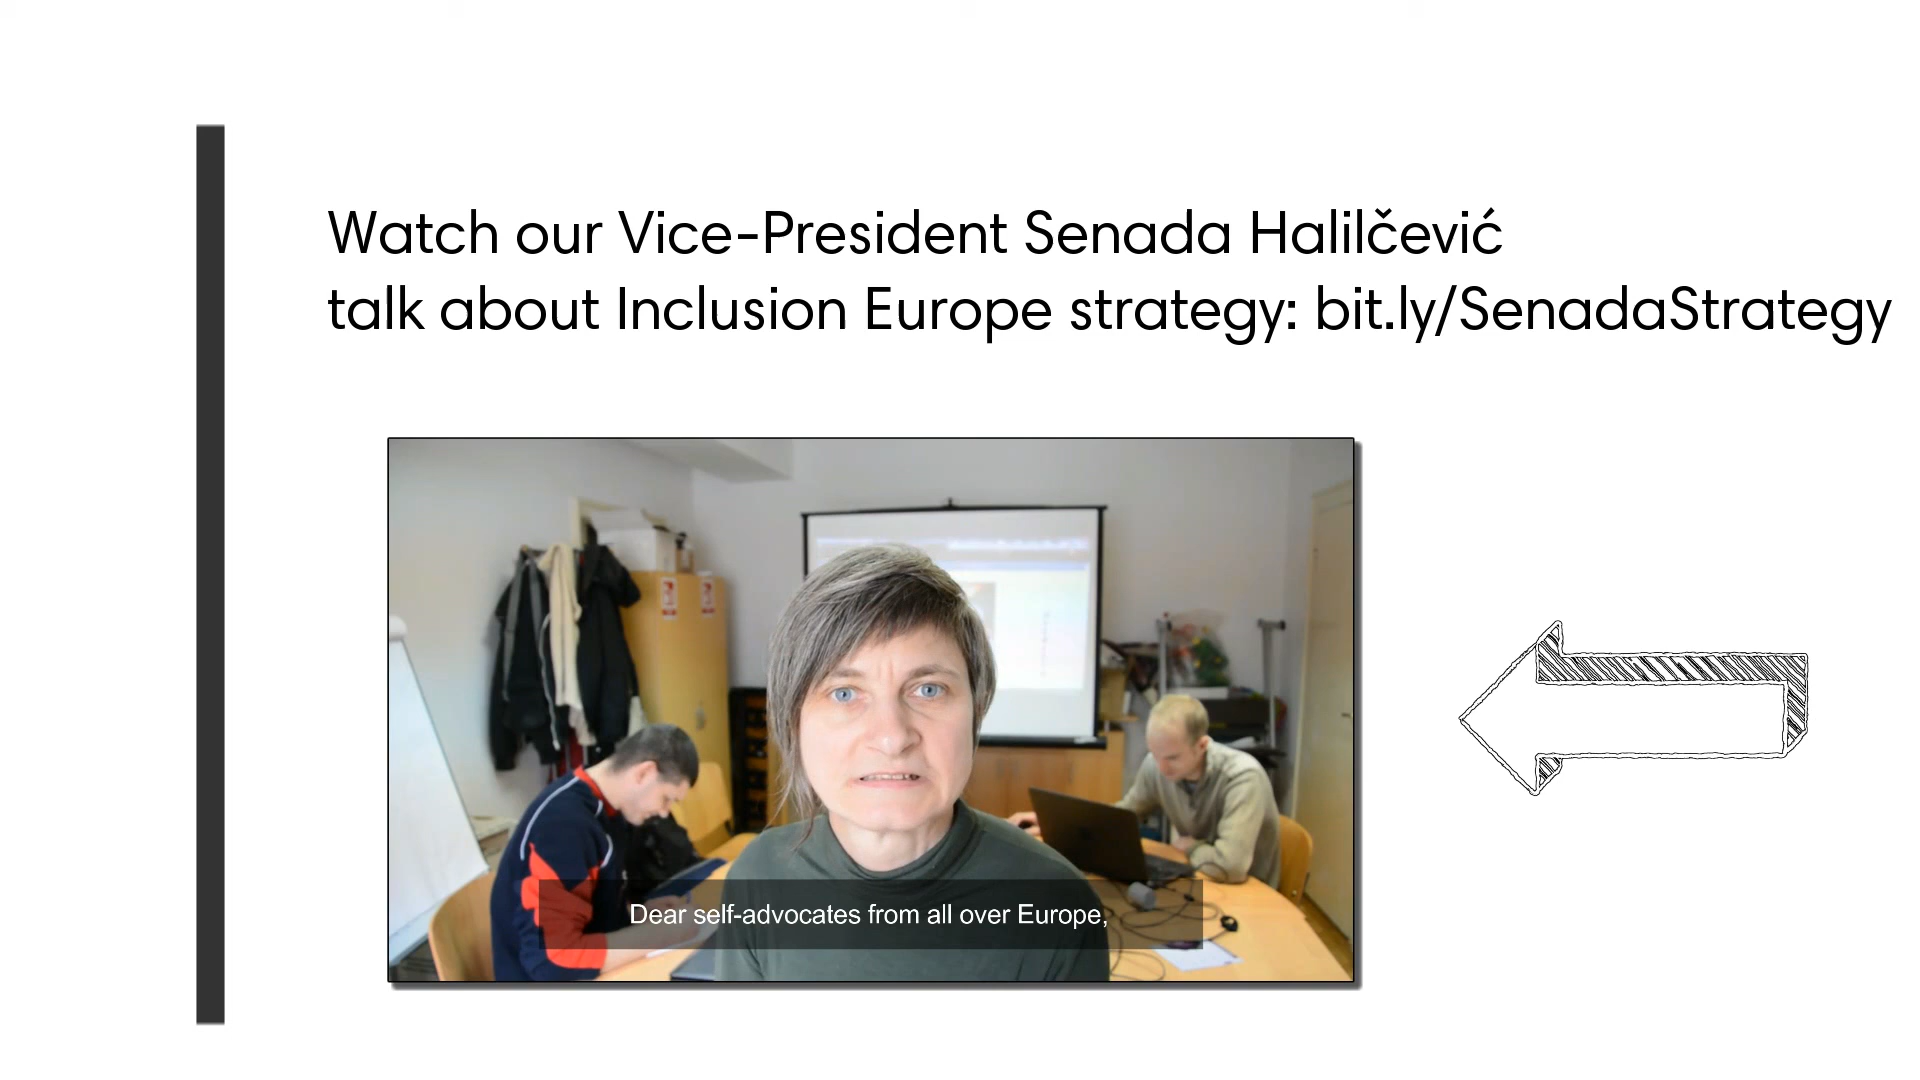 Watch our Vice-President Senada Halilčević
talk about Inclusion Europe strategy: bit.ly/SenadaStrategy
Dear self-advocates from all over Europe,